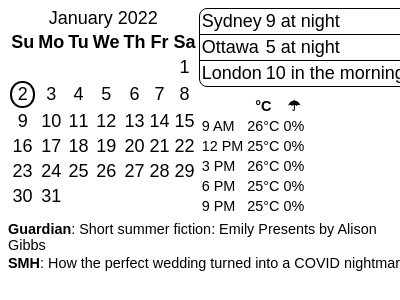 January 2022
Su Mo Tu We Th Fr Sa
1
2 3 4 5 6 7 8
9 10 11 12 13 14 15
16 17 18 19 20 21 22
23 24 25 26 27 28 29
30 31
Sydney 9 at night
Ottawa 5 at night
London 10 in the morning
°C ☂
9 AM 26°C 0%
12 PM 25°C 0%
3 PM 26°C 0%
6 PM 25°C 0%
9 PM 25°C 0%
Guardian: Short summer fiction: Emily Presents by Alison
Gibbs
SMH: How the perfect wedding turned into a COVID nightmar